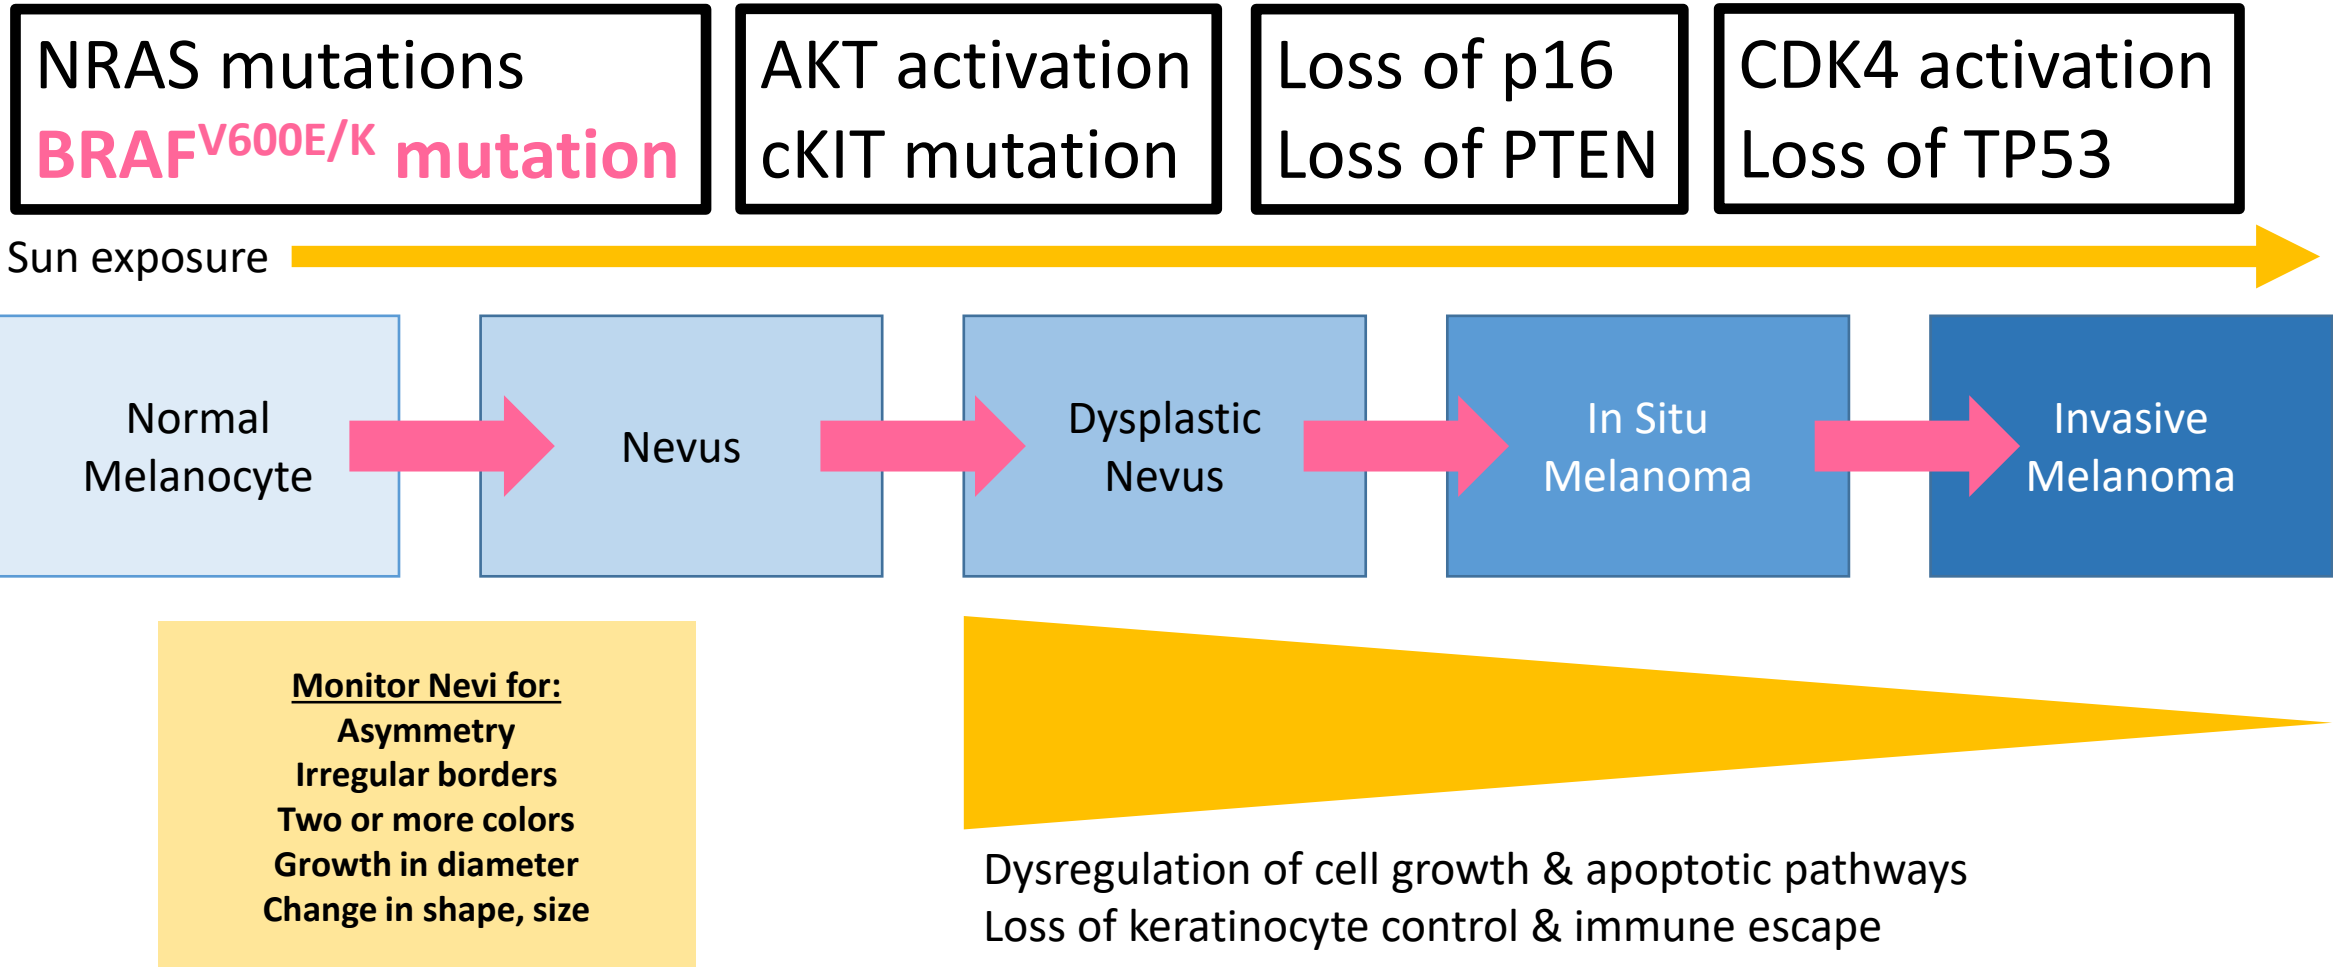 NRAS mutations
BRAFV600E/K mutation
AKT activation
cKIT mutation
Loss of p16
Loss of PTEN
CDK4 activation
Loss of TP53
Sun exposure
Normal
Melanocyte
Nevus
Dysplastic
Nevus
In Situ
Melanoma
Invasive
Melanoma
Monitor Nevi for:
Asymmetry
Irregular borders
Two or more colors
Growth in diameter
Change in shape, size
Dysregulation of cell growth & apoptotic pathways
Loss of keratinocyte control & immune escape